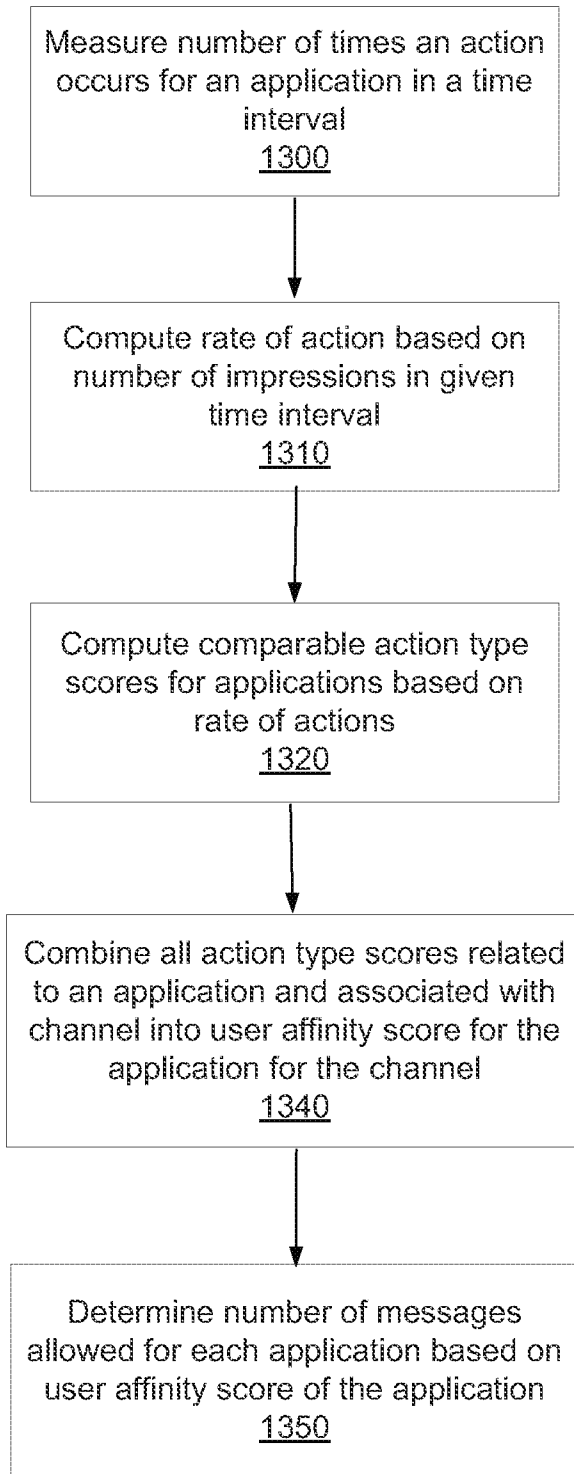 Measure number of times an action
occurs for an application in a time
interval
1300
Compute rate of action based on
number of impressions in given
time interval
1310
Compute comparable action type
scores for applications based on
rate of actions
1320
Combine all action type scores related
to an application and associated with
channel into user affinity score for the
application for the channel
1340
Determine number of messages
allowed for each application based on
user affinity score of the application
1350